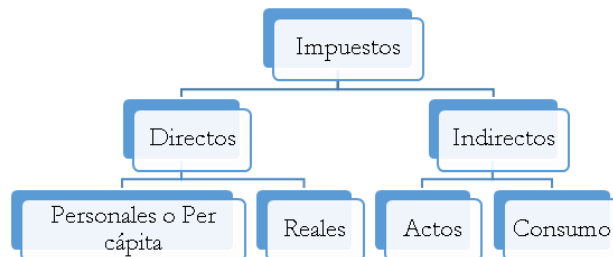 Impuestos
Directos
Indirectos
Personales o Per
cápita
Reales
Actos
Consumo